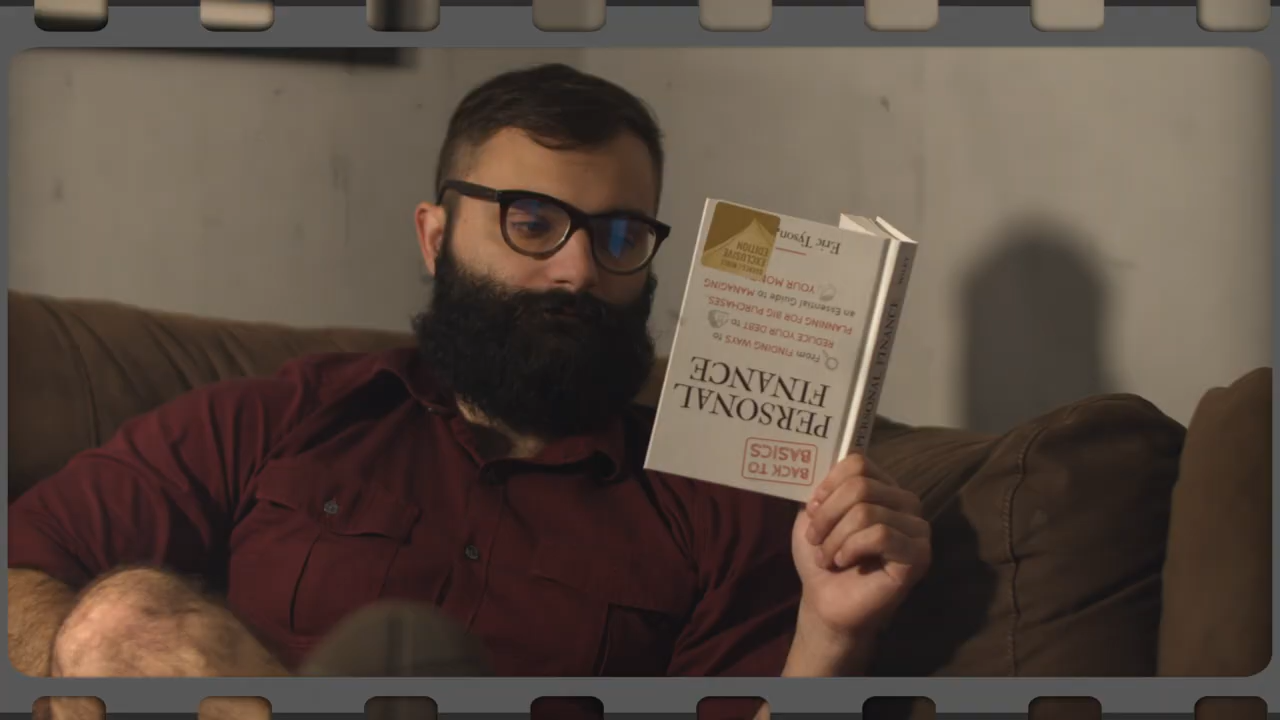 BACK TO
BASICS
PERSONAL
FINANCE
From FINDING WAYS to
REDUCE YOUR DEBT to
PLANNING FOR BIG PURCHASES
an Essential Guide to MANAGING
YOUR
Eric Tyson,
EXCLUSIVE
EDITION
PERSONAL FINANCE